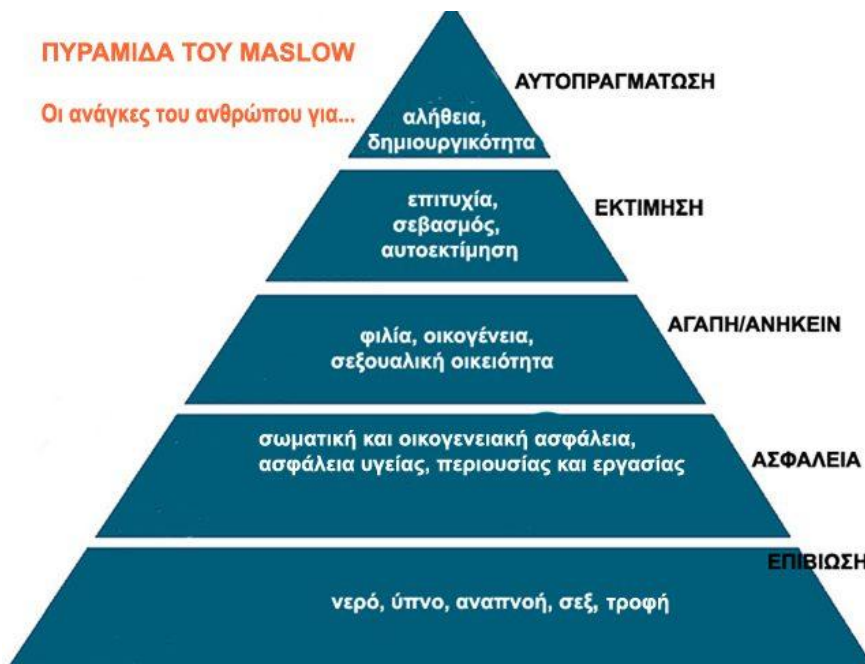 ΠΥΡΑΜΙΔΑ ΤΟΥ MASLOW
Οι ανάγκες του ανθρώπου για...
ΑΥΤΟΠΡΑΓΜΑΤΩΣΗ
αλήθεια,
δημιουργικότητα
ΕΚΤΙΜΗΣΗ
επιτυχία,
σεβασμός,
αυτοεκτίμηση
ΑΓΑΠΗ/ΑΝΗΚΕΙΝ
φιλία, οικογένεια,
σεξουαλική οικειότητα
ΑΣΦΑΛΕΙΑ
σωματική και οικογενειακή ασφάλεια,
ασφάλεια υγείας, περιουσίας και εργασίας
ΕΠΙΒΙΩΣΗ
νερό, ύπνο, αναπνοή, σεξ, τροφή